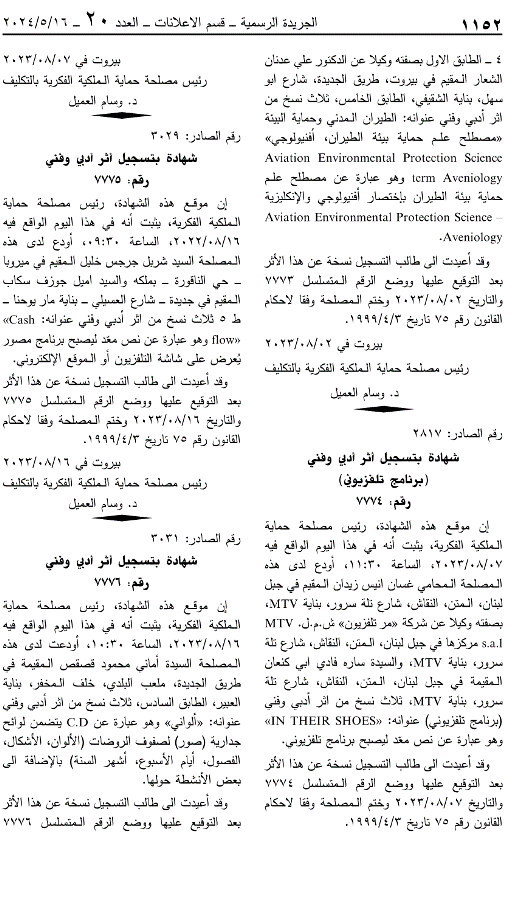 ١١٥٢
الجريدة الرسمية ـ قسم الاعلانات ـ العدد ٢٠ ـ ٢٠٢٤/٥/١٦
٤ ـ الطابق الاول بصفته وكيلا عن الدكتور علي عدنان
الشعار المقيم في بيروت، طريق الجديدة، شارع ابو
سهل، بناية الشقيفي، الطابق الخامس، ثلاث نسخ من
اثر أدبي وفني عنوانه: الطيران المدني وحماية البيئة
«مصطلح علم حماية بيئة الطيران، أفنيولوجي»
Aviation Environmental Protection Science
term Aveniology وهو عبارة عن مصطلح علم
حماية بيئة الطيران بإختصار أفنيولوجي والإنكليزية
Aviation Environmental Protection Science –
Aveniology.
وقد أعيدت الى طالب التسجيل نسخة عن هذا الأثر
بعد التوقيع عليها ووضع الرقم المتسلسل ٧٧٧٣
والتاريخ ٢٠٢٣/٠٨/٠٢ وختم المصلحة وفقا لاحكام
القانون رقم ٧٥ تاريخ ١٩٩٩/٤/٣.
بيروت في ٢٠٢٣/٠٨/٠٢
رئيس مصلحة حماية الملكية الفكرية بالتكليف
د. وسام العميل
رقم الصادر: ٢٨١٧
شهادة بتسجيل أثر أدبي وفني
(برنامج تلفزيوني)
رقم: ٧٧٧٤
إن موقع هذه الشهادة، رئيس مصلحة حماية
الملكية الفكرية، يثبت أنه في هذا اليوم الواقع فيه
٢٠٢٣/٠٨/٠٧، الساعة ١١:٣٠، أودع لدى هذه
المصلحة المحامي غسان انيس زيدان المقيم في جبل
لبنان، المتن، النقاش، شارع تلة سرور، بناية MTV،
بصفته وكيلا عن شركة «مر تلفزيون» ش.م.ل. MTV
s.a.l مركزها في جبل لبنان، المتن، النقاش، شارع تلة
سرور، بناية MTV، والسيدة ساره فادي ابي كنعان
المقيمة في جبل لبنان، المتن، النقاش، شارع تلة
سرور، بناية MTV، ثلاث نسخ من اثر أدبي وفني
(برنامج تلفزيوني) عنوانه: «IN THEIR SHOES»
وهو عبارة عن نص معّد ليصبح برنامج تلفزيوني.
وقد أعيدت الى طالب التسجيل نسخة عن هذا الأثر
بعد التوقيع عليها ووضع الرقم المتسلسل ٧٧٧٤
والتاريخ ٢٠٢٣/٠٨/٠٧ وختم المصلحة وفقا لاحكام
القانون رقم ٧٥ تاريخ ١٩٩٩/٤/٣.
بيروت في ٢٠٢٣/٠٨/٠٧
رئيس مصلحة حماية الملكية الفكرية بالتكليف
د. وسام العميل
رقم الصادر: ٣٠٢٩
شهادة بتسجيل أثر أدبي وفني
رقم: ٧٧٧٥
إن موقع هذه الشهادة، رئيس مصلحة حماية
الملكية الفكرية، يثبت أنه في هذا اليوم الواقع فيه
٢٠٢٢/٠٨/١٦، الساعة ٠٩:٣٠، أودع لدى هذه
المصلحة السيد شربل جرجس خليل المقيم في ميروبا
ـ حي الناقورة ـ بملكه والسيد اميل جوزف سكاب
المقيم في جديدة ـ شارع العسيلي ـ بناية مار يوحنا ـ
ط ٥ ثلاث نسخ من اثر أدبي وفني عنوانه: «Cash
flow» وهو عبارة عن نص معّد ليصبح برنامج مصور
يُعرض على شاشة التلفزيون أو الموقع الإلكتروني.
وقد أعيدت الى طالب التسجيل نسخة عن هذا الأثر
بعد التوقيع عليها ووضع الرقم المتسلسل ٧٧٧٥
والتاريخ ٢٠٢٣/٠٨/١٦ وختم المصلحة وفقا لاحكام
القانون رقم ٧٥ تاريخ ١٩٩٩/٤/٣.
بيروت في ٢٠٢٣/٠٨/١٦
رئيس مصلحة حماية الملكية الفكرية بالتكليف
د. وسام العميل
رقم الصادر: ٣٠٣١
شهادة بتسجيل أثر أدبي وفني
رقم: ٧٧٧٦
إن موقع هذه الشهادة، رئيس مصلحة حماية
الملكية الفكرية، يثبت أنه في هذا اليوم الواقع فيه
٢٠٢٣/٠٨/١٦، الساعة ١٠:٣٠، أودعت لدى هذه
المصلحة السيدة أماني محمود قصقص المقيمة في
طريق الجديدة، ملعب البلدي، خلف المخفر، بناية
العبير، الطابق السادس، ثلاث نسخ من اثر أدبي وفني
عنوانه: «ألواني» وهو عبارة عن C.D يتضمن لوائح
جدارية (صور) لصفوف الروضات (الألوان، الأشكال،
الفصول، أيام الأسبوع، أشهر السنة) بالإضافة الى
بعض الأنشطة حولها.
وقد أعيدت الى طالب التسجيل نسخة عن هذا الأثر
بعد التوقيع عليها ووضع الرقم المتسلسل ٧٧٧٦